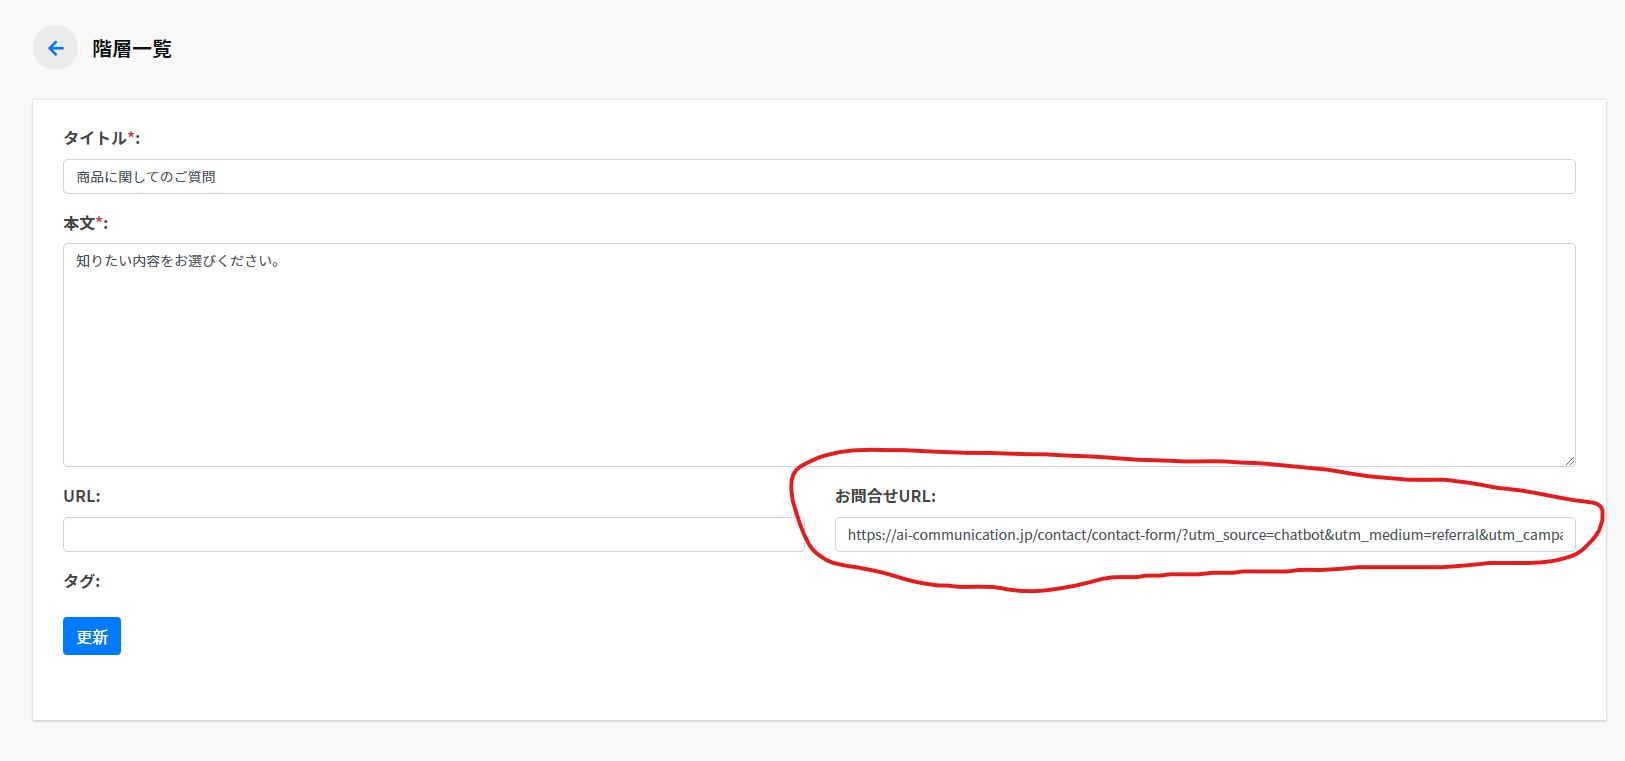 階層一覧
タイトル*:
商品に関してのご質問
本文*:
知りたい内容をお選びください。
URL:
お問合せURL:
https://ai-communication.jp/contact/contact-form/?utm_source=chatbot&utm_medium=referral&utm_campa
タグ:
更新